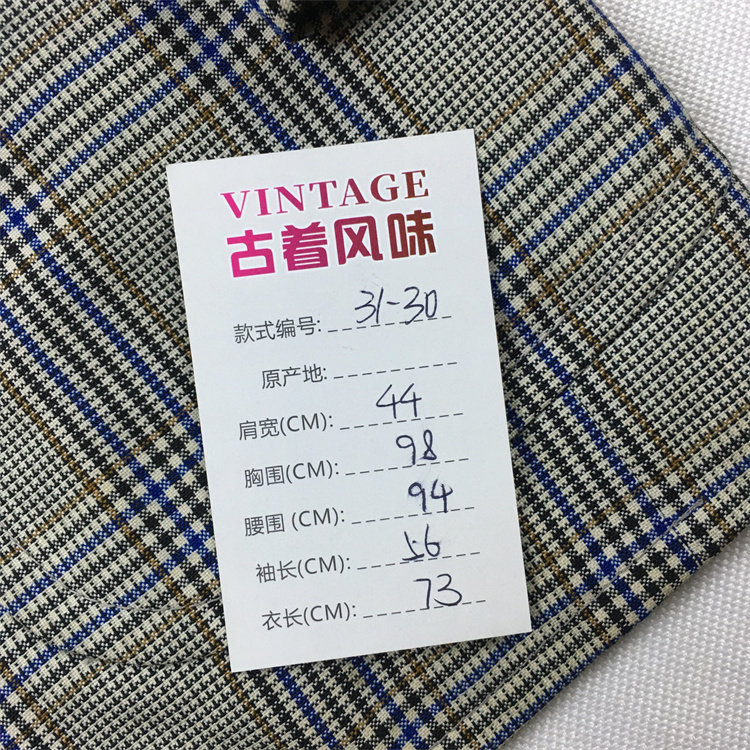 VINTAGE
古着风味
款式编号: 31-30
原产地:
肩宽(CM): 44
胸围(CM): 98
腰围 (CM): 94
袖长(CM): 56
衣长(CM): 73